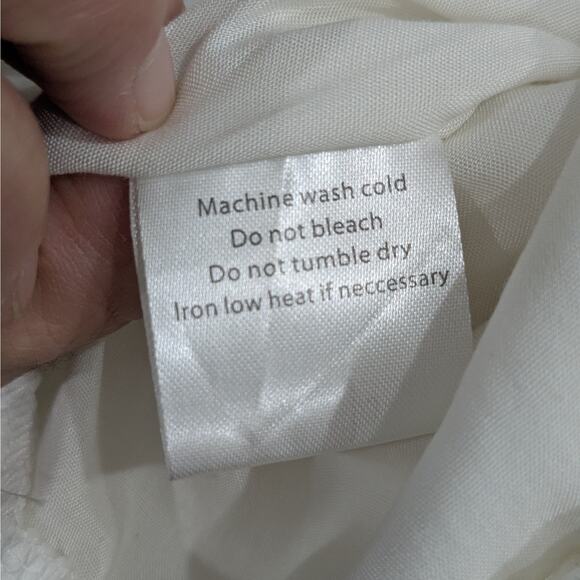 Machine wash cold
Do not bleach
Do not tumble dry
Iron low heat if neccessary